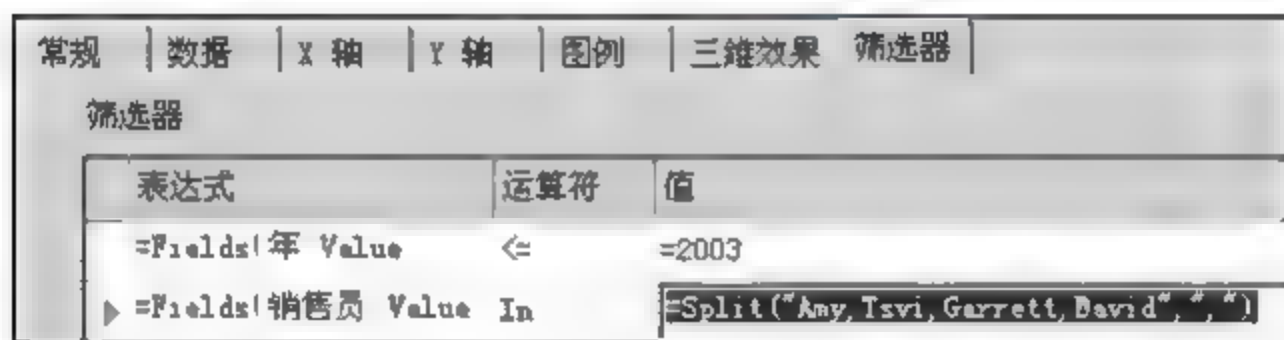 常规 数据 X 轴 Y 轴 图例 三维效果 筛选器
筛选器
表达式 运算符 值
=Fields!年 Value <= =2003
=Fields!销售员 Value In =Split("Amy,Tsvi,Garrett,David",",")